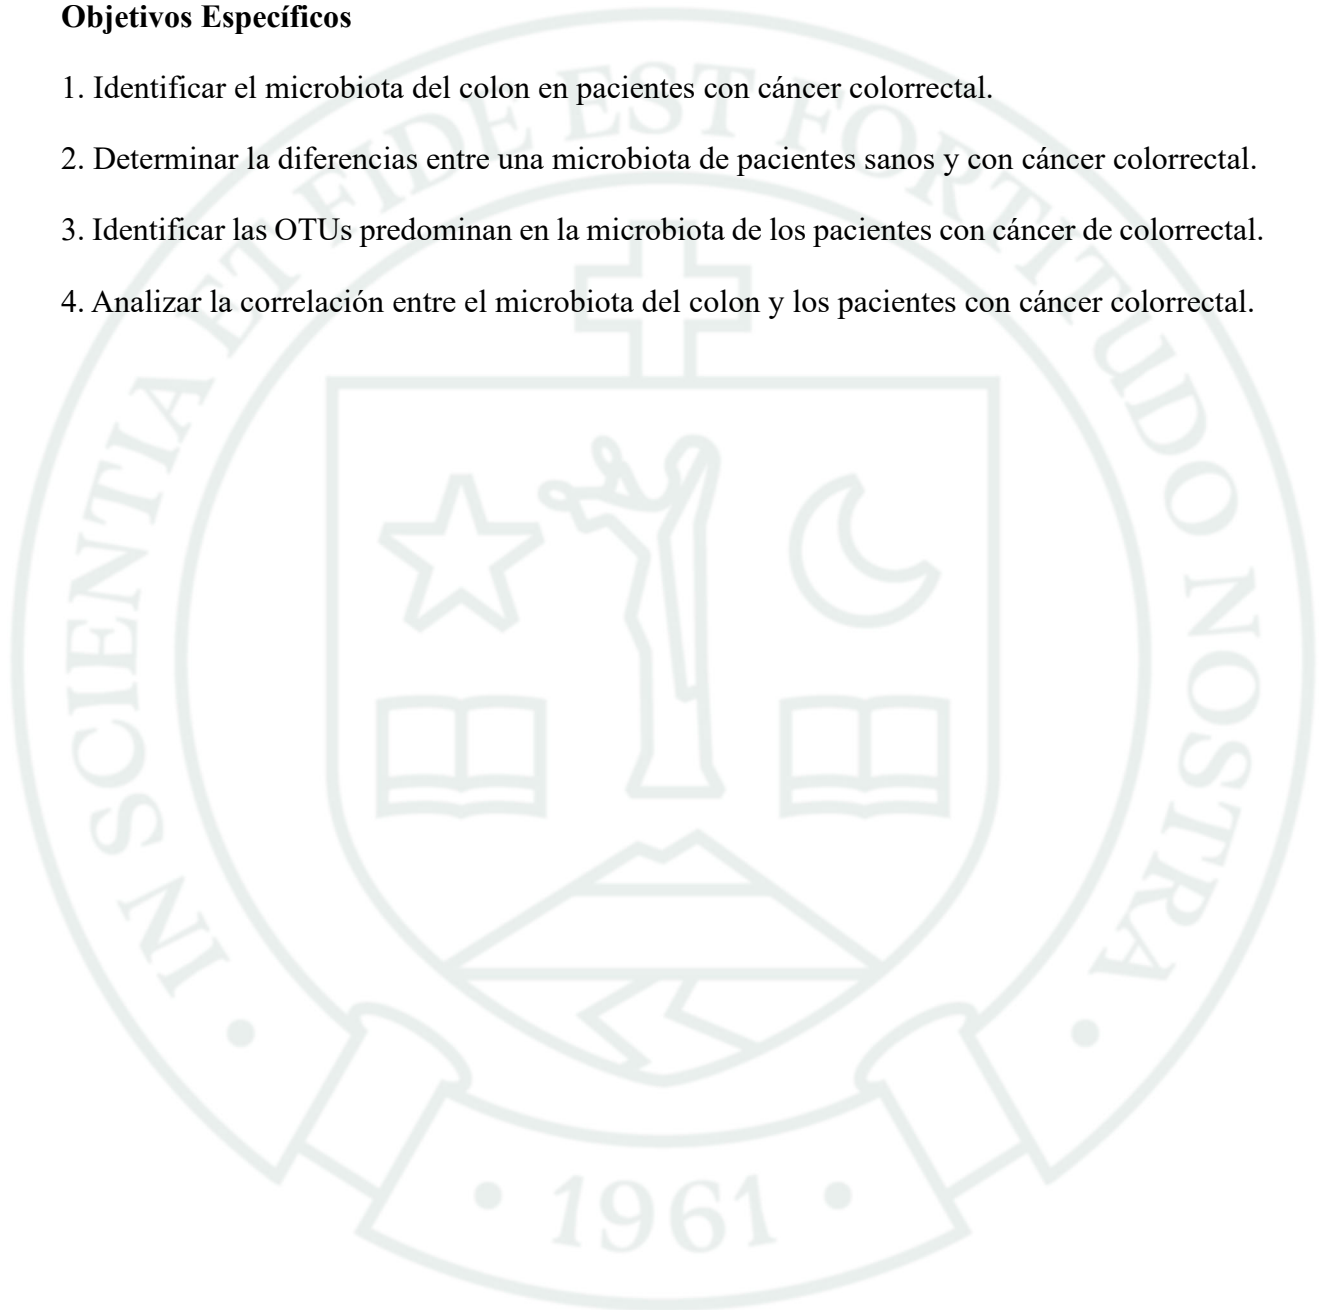 Objetivos Específicos
1. Identificar el microbiota del colon en pacientes con cáncer colorrectal.
2. Determinar la diferencias entre una microbiota de pacientes sanos y con cáncer colorrectal.
3. Identificar las OTUs predominan en la microbiota de los pacientes con cáncer de colorrectal.
4. Analizar la correlación entre el microbiota del colon y los pacientes con cáncer colorrectal.
IN SCIENTIA ET FIDE EST FORTITUDO NOSTRA
• 1961 •